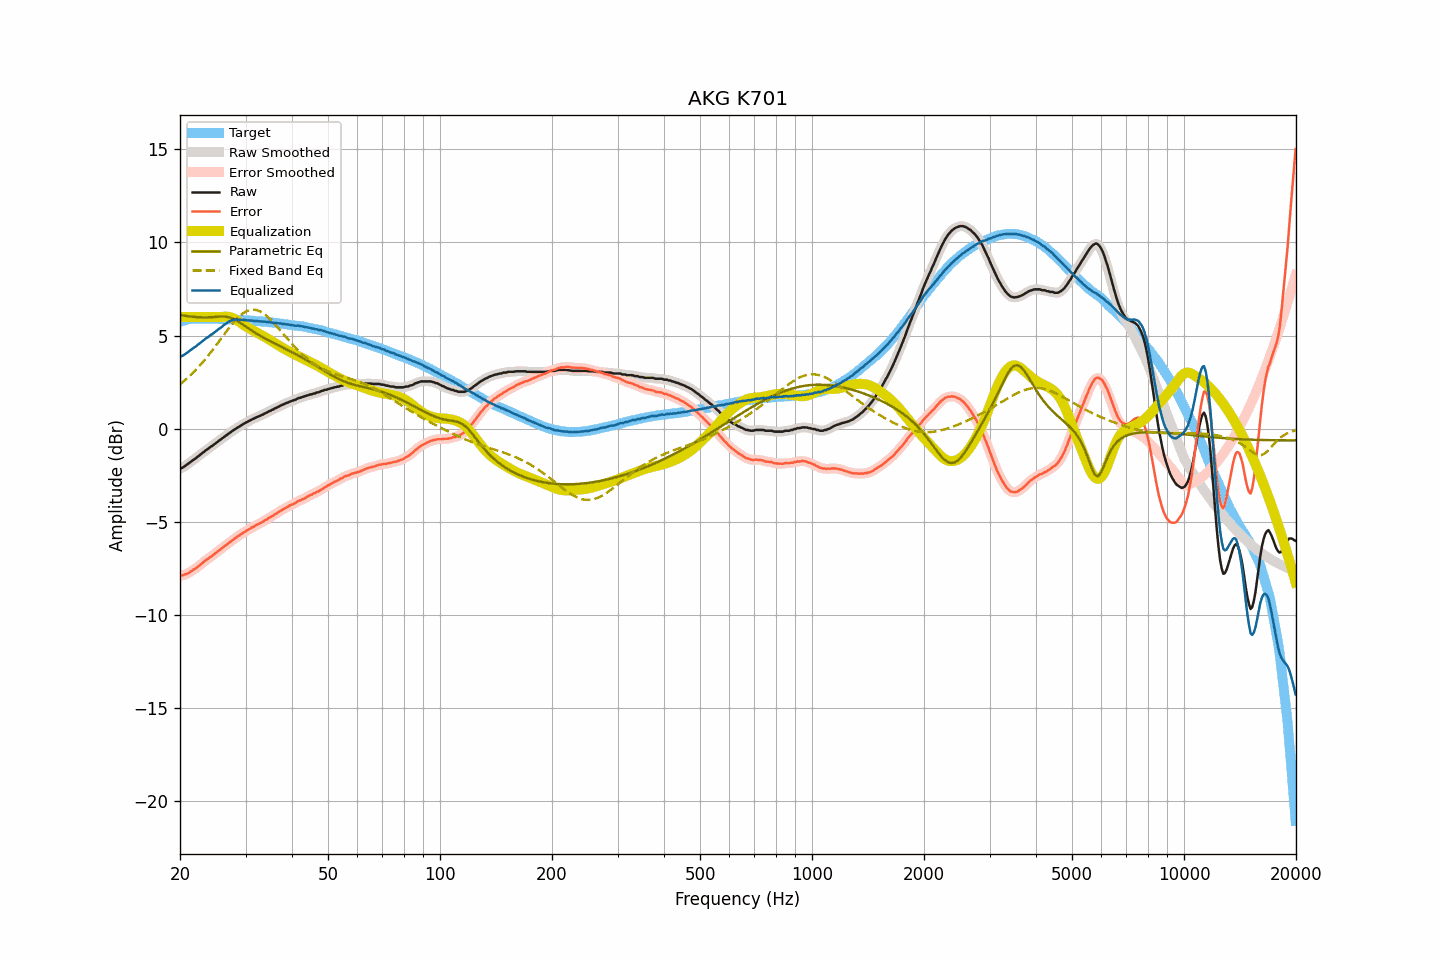 AKG K701
Target
Raw Smoothed
Error Smoothed
Raw
Error
Equalization
Parametric Eq
Fixed Band Eq
Equalized
15
10
5
0
−5
−10
−15
−20
Amplitude (dBr)
20 50 100 200 500 1000 2000 5000 10000 20000
Frequency (Hz)